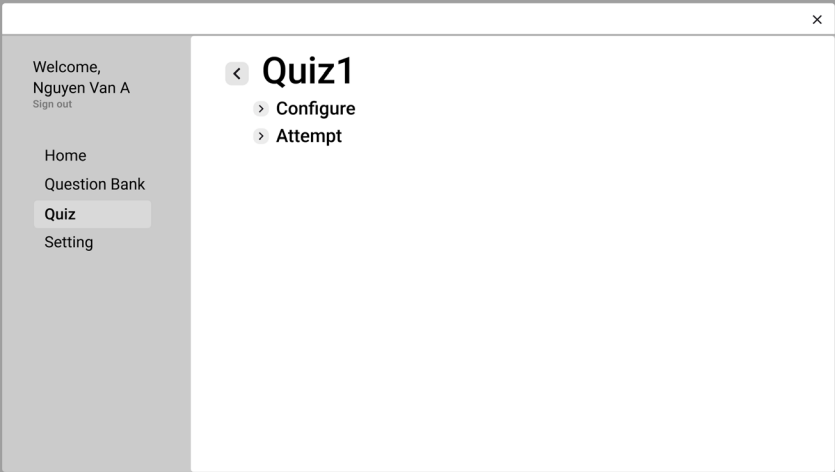 Welcome,
Nguyen Van A
Sign out
Home
Question Bank
Quiz
Setting
Quiz1
Configure
Attempt